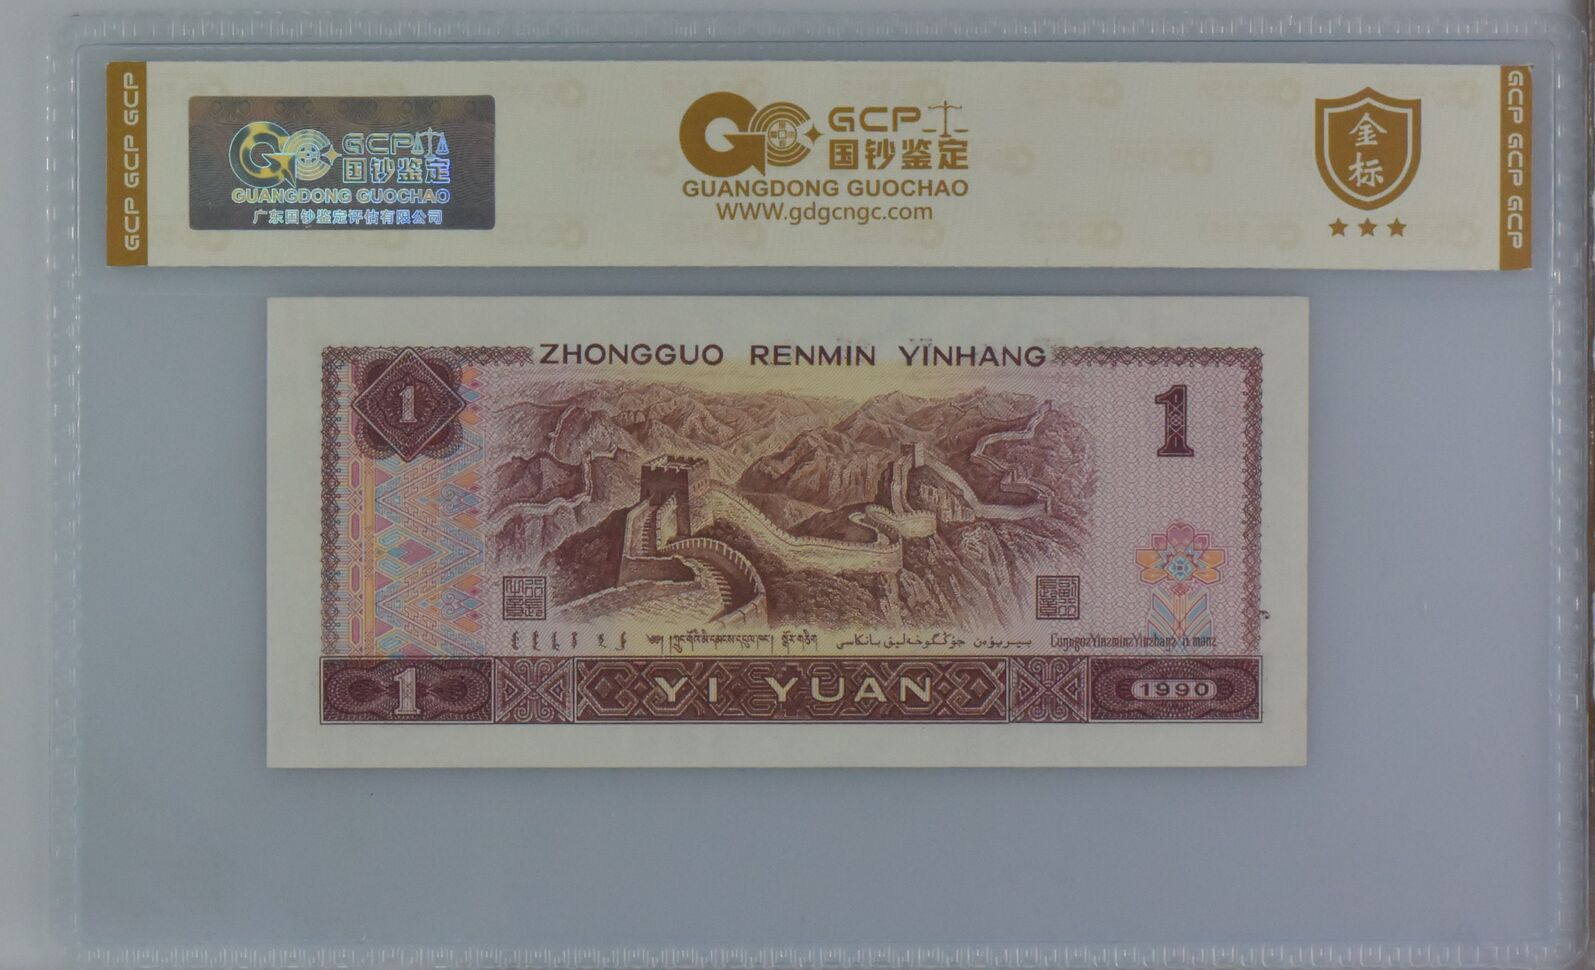 GCP GCP GCP
GCP
国钞鉴定
GUANGDONG GUOCHAO
广东国钞鉴定评估有限公司
GCP
国钞鉴定
GUANGDONG GUOCHAO
WWW.gdgcngc.com
金
标
GCP GCP GCP
ZHONGGUO RENMIN YINHANG
1
1
1
YI YUAN
1990